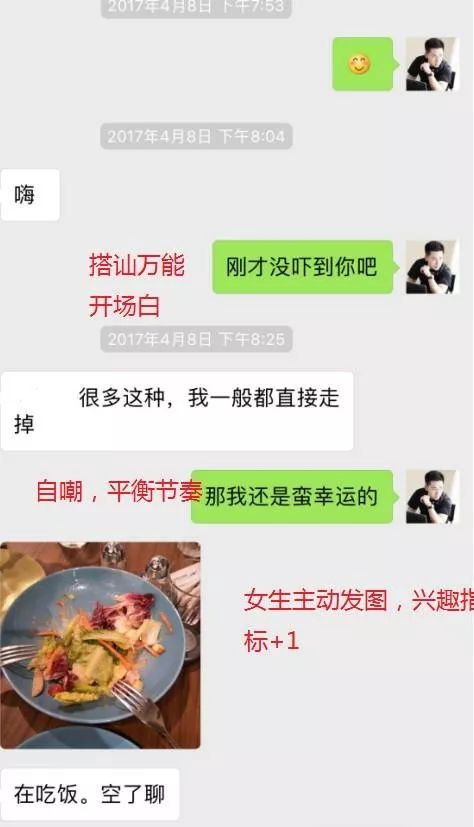 2017年4月8日 下午7:53
2017年4月8日 下午8:04
嗨
刚才没吓到你吧
搭讪万能
开场白
2017年4月8日 下午8:25
很多这种，我一般都直接走
掉
自嘲，平衡节奏
那我还是蛮幸运的
女生主动发图，兴趣指
标+1
在吃饭。空了聊